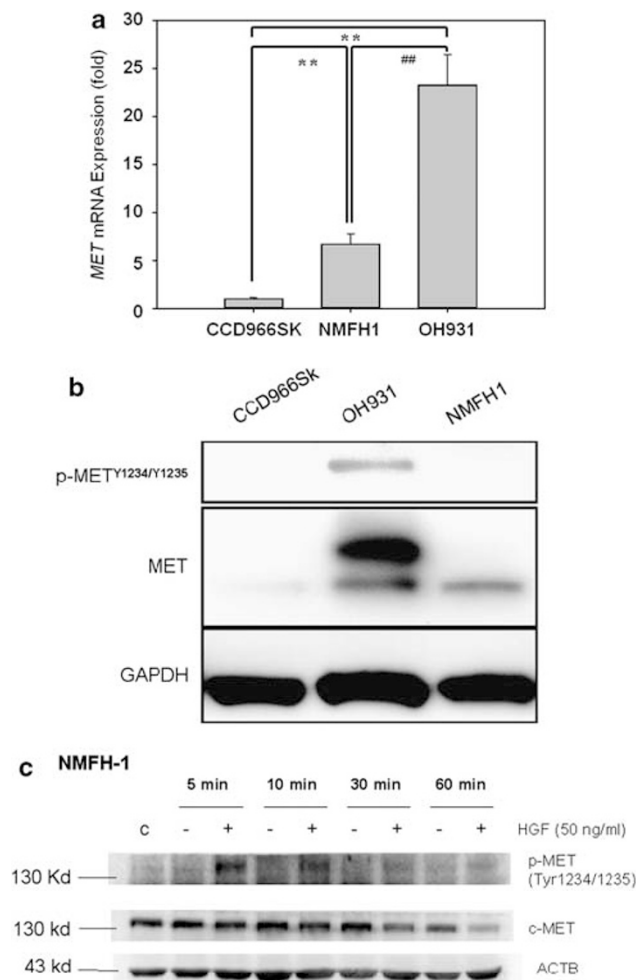 a
MET mRNA Expression (fold)
30
25
20
15
10
5
0
**
**
##
CCD966SK NMFH1 OH931
b
CCD966Sk OH931 NMFH1
p-METY1234/Y1235
MET
GAPDH
c NMFH-1
5 min 10 min 30 min 60 min
c - + - + - + - + HGF (50 ng/ml)
130 Kd p-MET
(Tyr1234/1235)
130 kd c-MET
43 kd ACTB